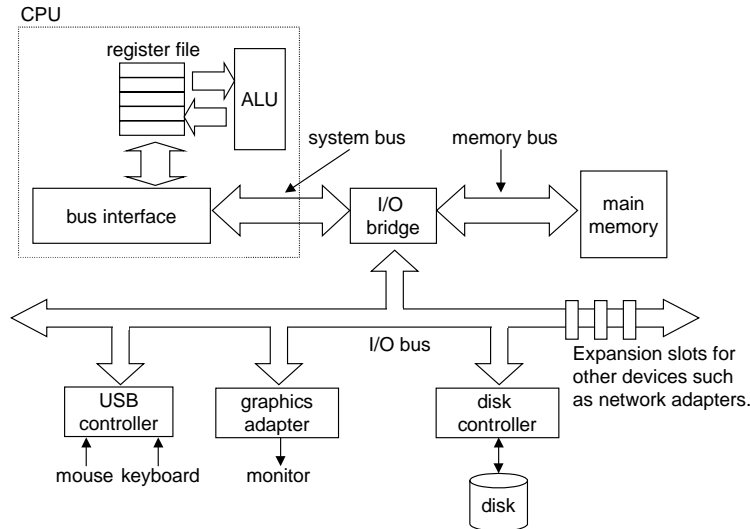 CPU
register file
ALU
system bus
memory bus
bus interface
I/O
bridge
main
memory
I/O bus
Expansion slots for
other devices such
as network adapters.
USB
controller
graphics
adapter
disk
controller
mouse
keyboard
monitor
disk